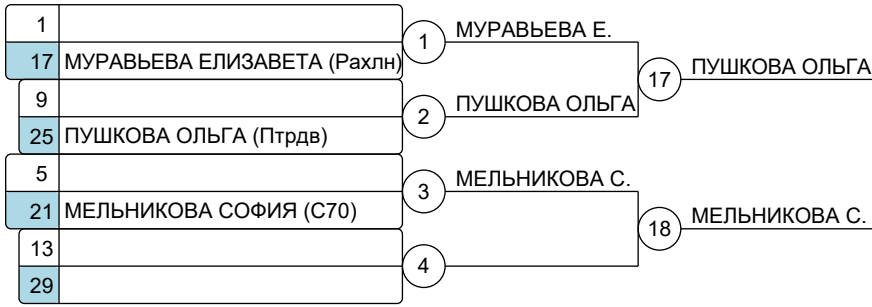 1
17 МУРАВЬЕВА ЕЛИЗАВЕТА (Рахлн)
1 МУРАВЬЕВА Е.
9
25 ПУШКОВА ОЛЬГА (Птрдв)
2 ПУШКОВА ОЛЬГА
17 ПУШКОВА ОЛЬГА
5
21 МЕЛЬНИКОВА СОФИЯ (С70)
3 МЕЛЬНИКОВА С.
13
29
4
18 МЕЛЬНИКОВА С.